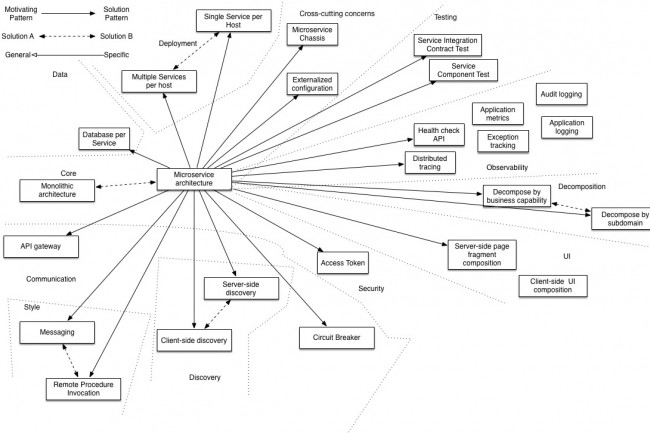 Motivating
Pattern
Solution
Pattern
Solution A
Solution B
General
Specific
Single Service per
Host
Cross-cutting concerns
Testing
Microservice
Chassis
Deployment
Service Integration
Contract Test
Service
Component Test
Data
Multiple Services
per host
Externalized
configuration
Audit logging
Application
metrics
Application
logging
Database per
Service
Health check
API
Exception
tracking
Distributed
tracing
Observability
Core
Monolithic
architecture
Microservice
architecture
Decompose by
business capability
Decomposition
Decompose by
subdomain
API gateway
Access Token
Server-side page
fragment
composition
UI
Communication
Server-side
discovery
Security
Client-side UI
composition
Style
Messaging
Client-side discovery
Circuit Breaker
Discovery
Remote Procedure
Invocation